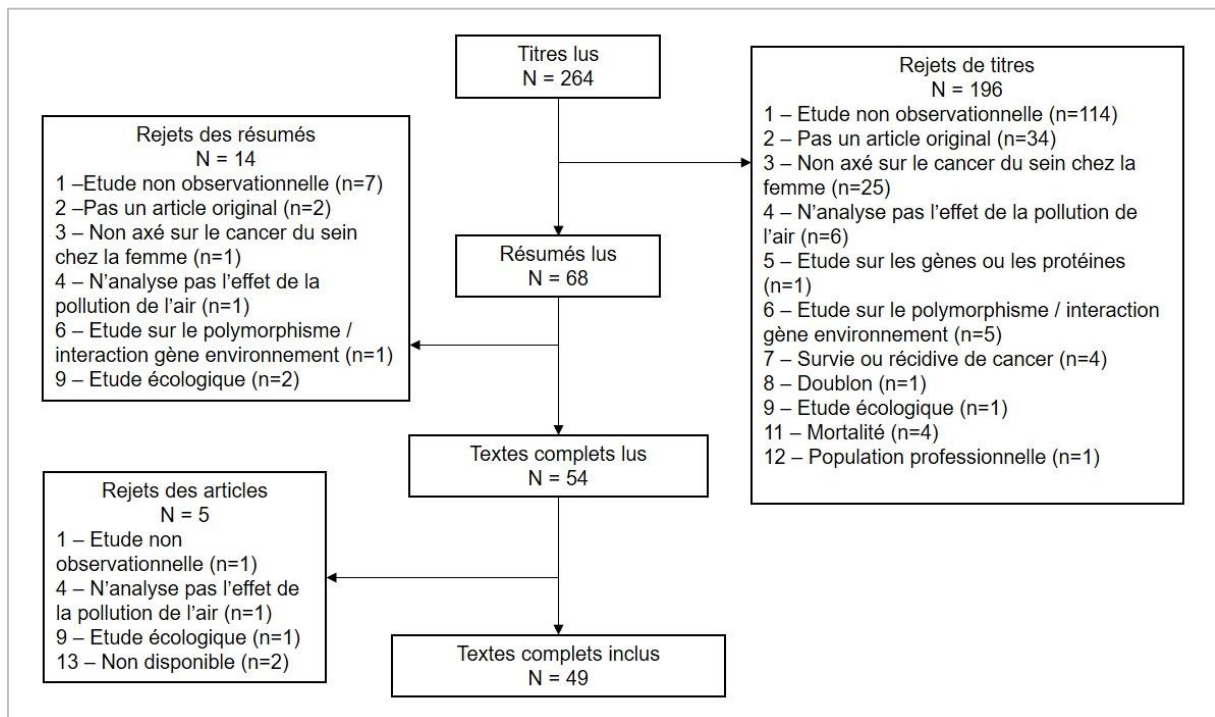 Titres lus
N = 264
Rejets de titres
N = 196
1 – Etude non observationnelle (n=114)
2 – Pas un article original (n=34)
3 – Non axé sur le cancer du sein chez la
femme (n=25)
4 – N’analyse pas l’effet de la pollution de
l’air (n=6)
5 – Etude sur les gènes ou les protéines
(n=1)
6 – Etude sur le polymorphisme / interaction
gène environnement (n=5)
7 – Survie ou récidive de cancer (n=4)
8 – Doublon (n=1)
9 – Etude écologique (n=1)
11 – Mortalité (n=4)
12 – Population professionnelle (n=1)
Rejets des résumés
N = 14
1 –Etude non observationnelle (n=7)
2 –Pas un article original (n=2)
3 – Non axé sur le cancer du sein
chez la femme (n=1)
4 – N’analyse pas l’effet de la
pollution de l’air (n=1)
6 – Etude sur le polymorphisme /
interaction gène environnement (n=1)
9 – Etude écologique (n=2)
Résumés lus
N = 68
Textes complets lus
N = 54
Rejets des articles
N = 5
1 – Etude non
observationnelle (n=1)
4 – N’analyse pas l’effet de
la pollution de l’air (n=1)
9 – Etude écologique (n=1)
13 – Non disponible (n=2)
Textes complets inclus
N = 49